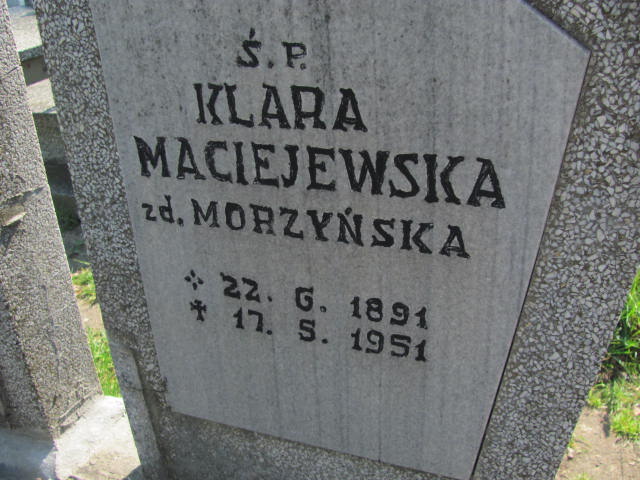 Ś.P.
KLARA
MACIEJEWSKA
zd. MORZYŃSKA
22. 6. 1891
✝ 17. 5. 1951